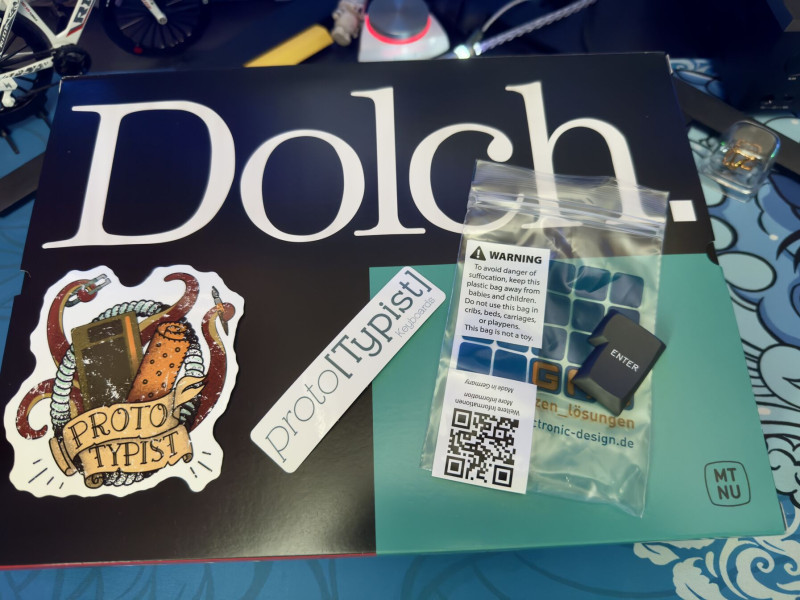 Dolch.
WARNING
To avoid danger of
suffocation, keep this
plastic bag away from
babies and children.
Do not use this bag in
cribs, beds, carriages,
or playpens.
This bag is not a toy.
proto[Typist]
Keyboards
ENTER
PROTO
TYPIST
Made in Germany
More information
Weitere Informationen
zen_lösungen
ctronic-design.de
MT
NU